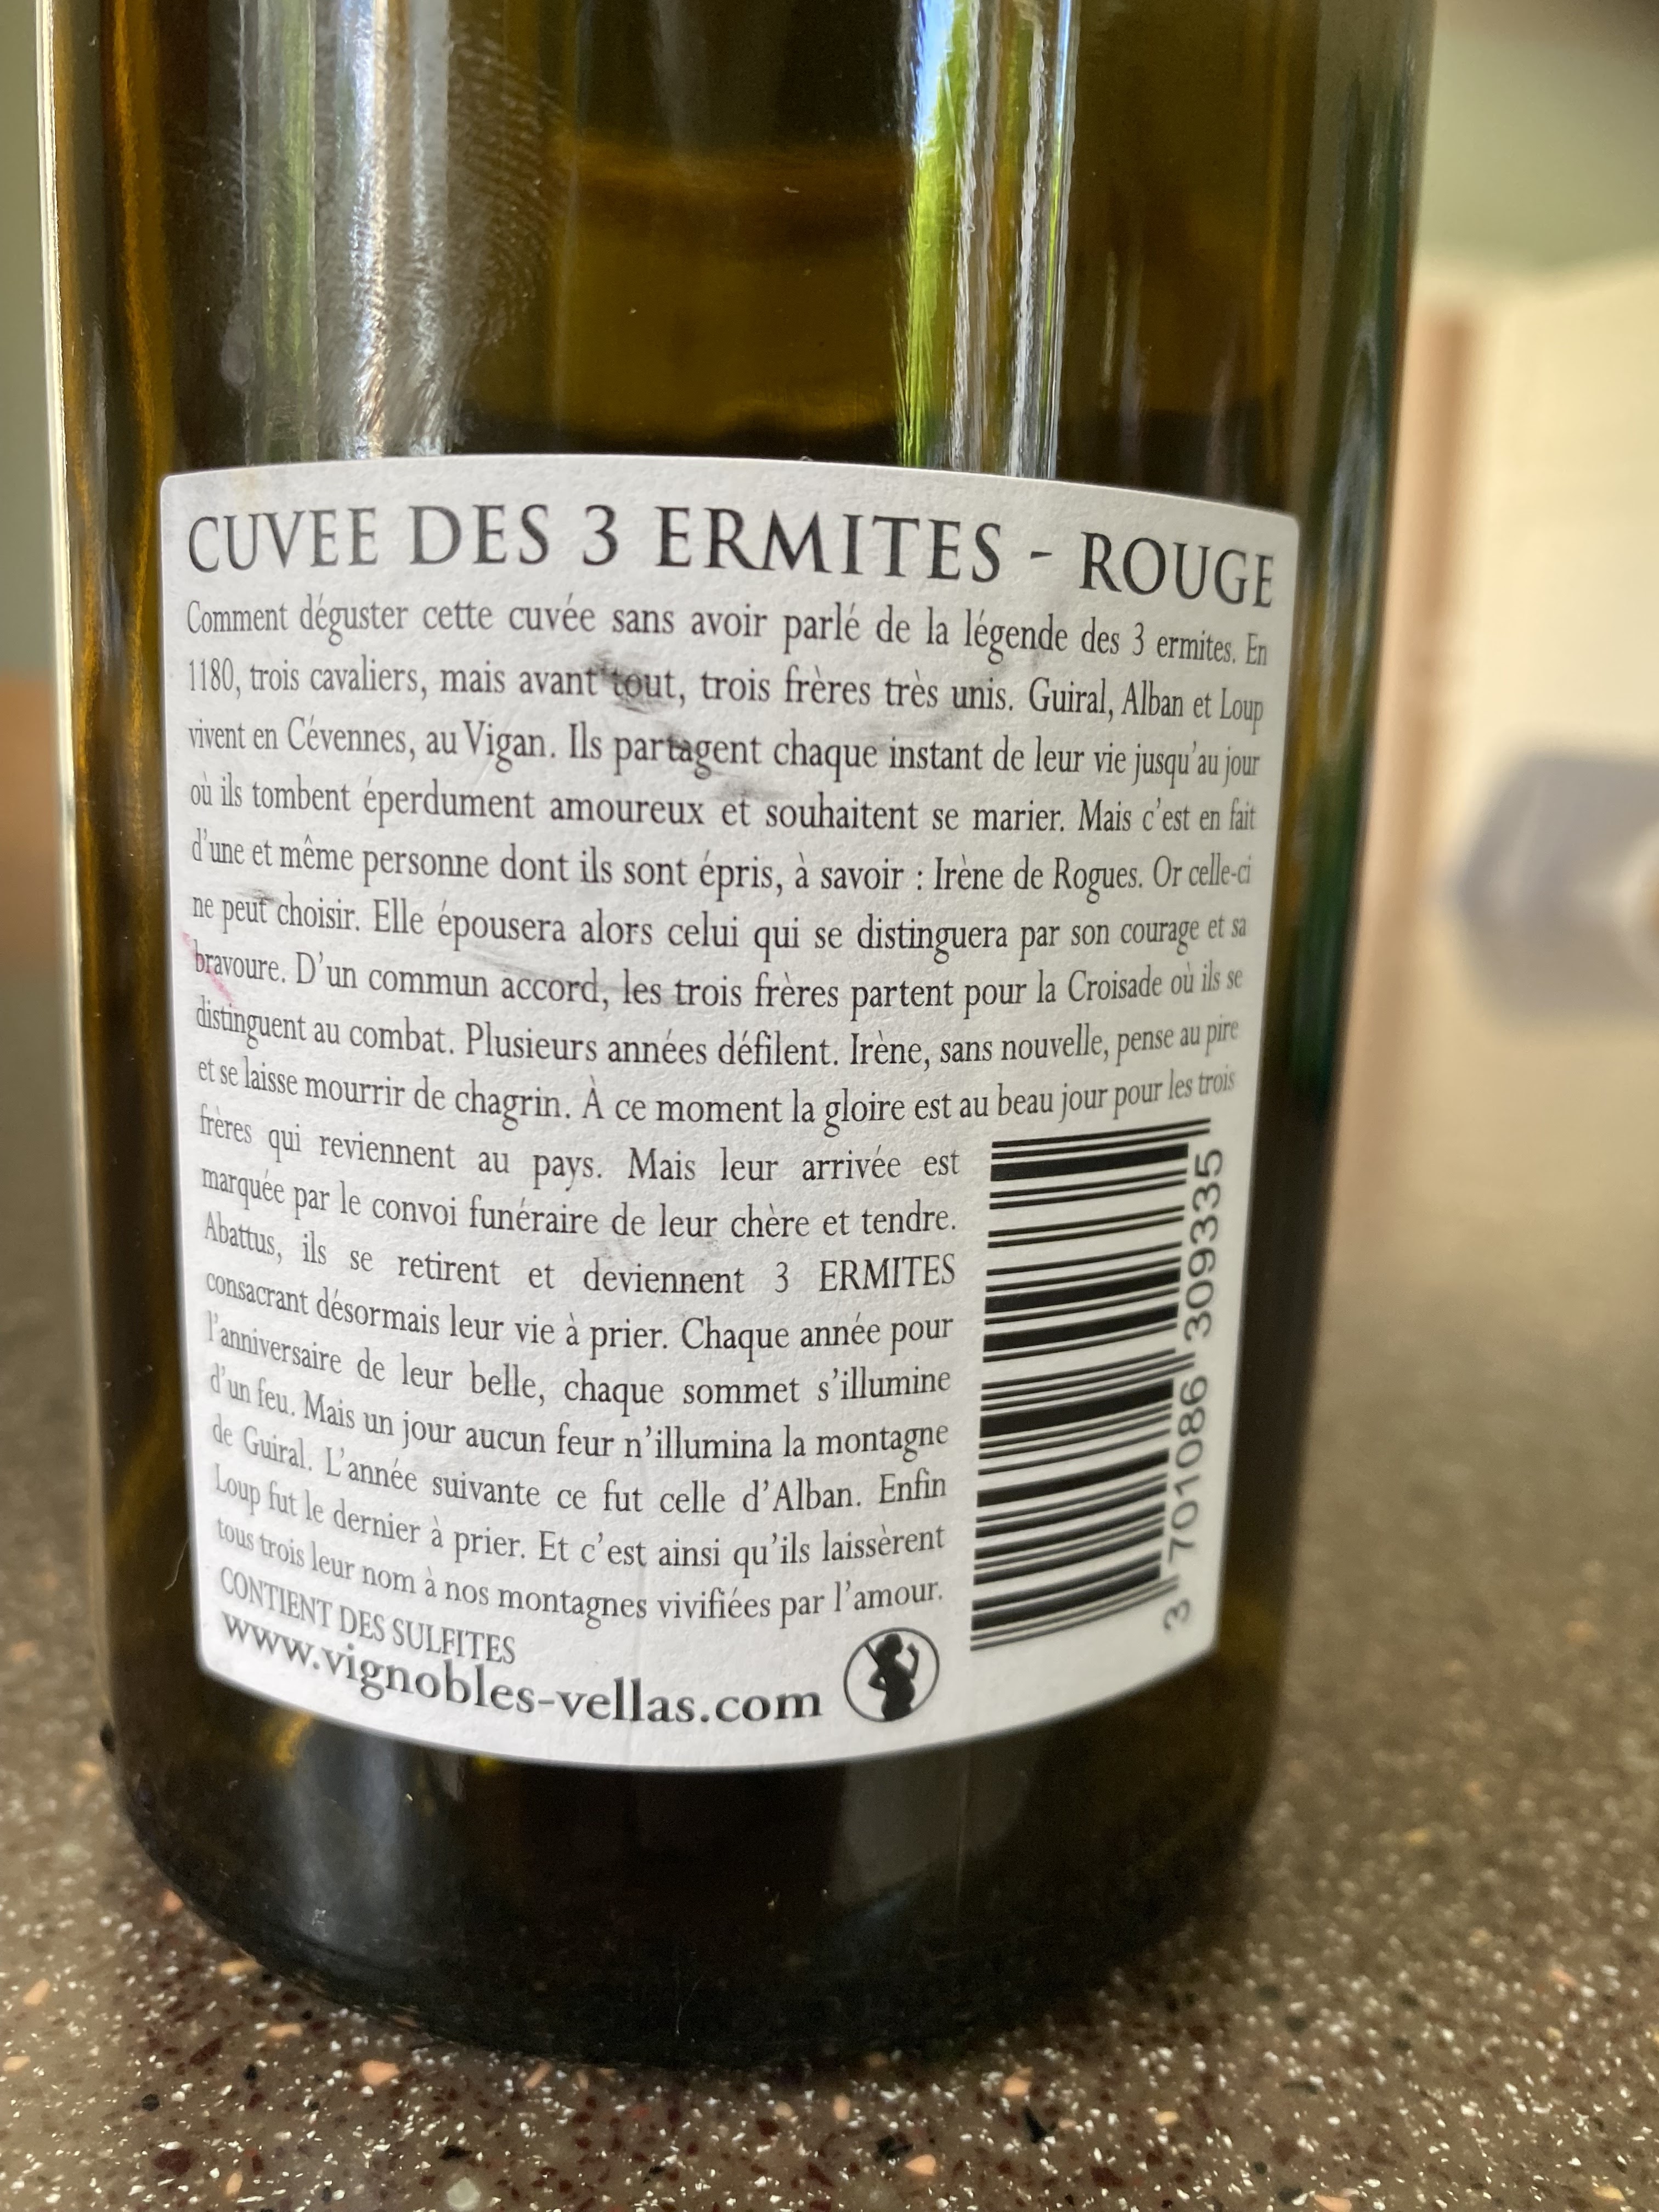 CUVEE DES 3 ERMITES - ROUGE
Comment déguster cette cuvée sans avoir parlé de la légende des 3 ermites. En
1180, trois cavaliers, mais avant tout, trois frères très unis. Guiral, Alban et Loup
vivent en Cévennes, au Vigan. Ils partagent chaque instant de leur vie jusqu'au jour
où ils tombent éperdument amoureux et souhaitent se marier. Mais c'est en fait
d'une et même personne dont ils sont épris, à savoir : Irène de Rogues. Or celle-ci
ne peut choisir. Elle épousera alors celui qui se distinguera par son courage et sa
bravoure. D'un commun accord, les trois frères partent pour la Croisade où ils se
distinguent au combat. Plusieurs années défilent. Irène, sans nouvelle, pense au pire
et se laisse mourrir de chagrin. À ce moment la gloire est au beau jour pour les trois
frères qui reviennent au pays. Mais leur arrivée est
marquée par le convoi funéraire de leur chère et tendre.
Abattus, ils se retirent et deviennent 3 ERMITES
consacrant désormais leur vie à prier. Chaque année pour
l'anniversaire de leur belle, chaque sommet s'illumine
d'un feu. Mais un jour aucun feur n'illumina la montagne
de Guiral. L'année suivante ce fut celle d'Alban. Enfin
Loup fut le dernier à prier. Et c'est ainsi qu'ils laissèrent
tous trois leur nom à nos montagnes vivifiées par l'amour.
CONTIENT DES SULFITES
www.vignobles-vellas.com
3 701086 309335